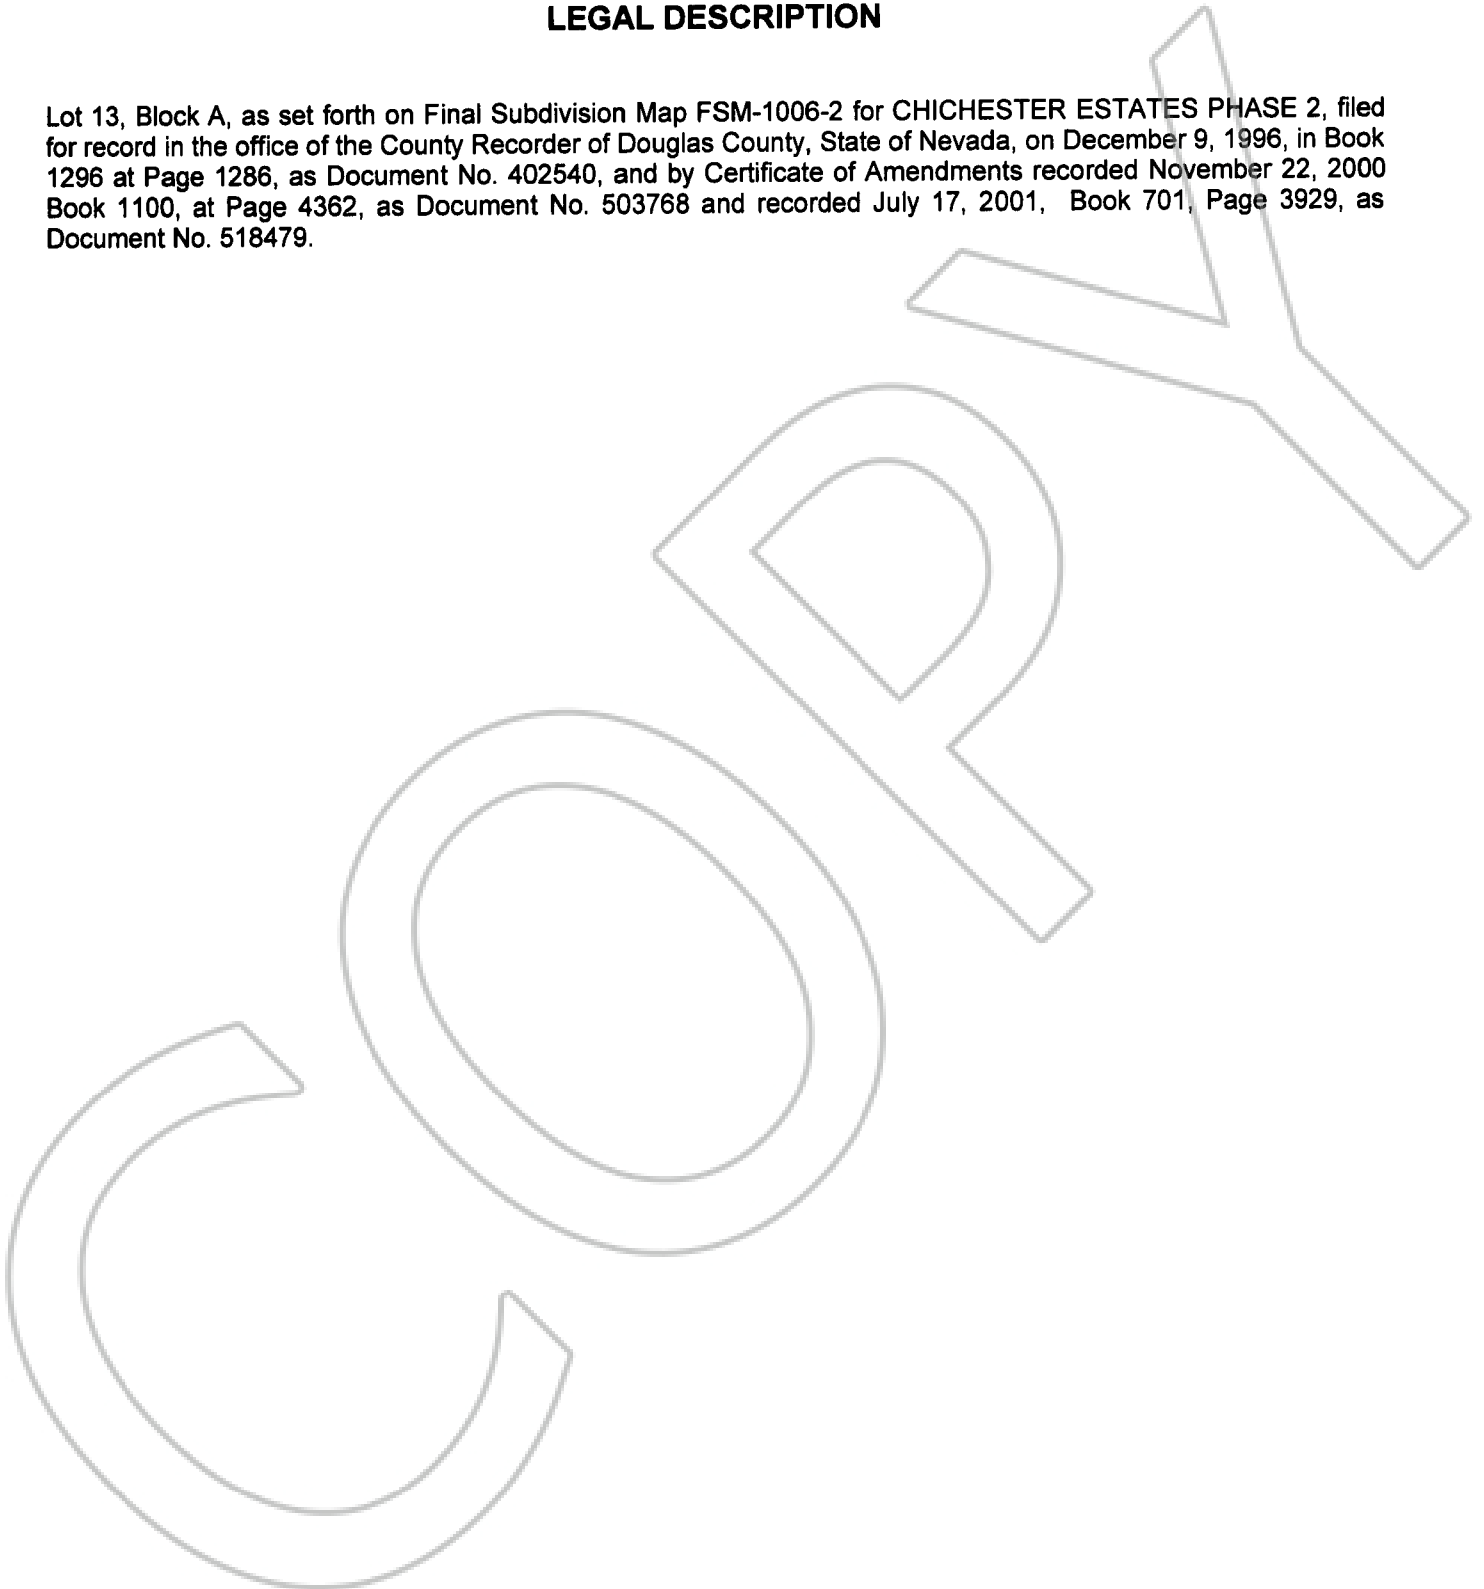 LEGAL DESCRIPTION
Lot 13, Block A, as set forth on Final Subdivision Map FSM-1006-2 for CHICHESTER ESTATES PHASE 2, filed
for record in the office of the County Recorder of Douglas County, State of Nevada, on December 9, 1996, in Book
1296 at Page 1286, as Document No. 402540, and by Certificate of Amendments recorded November 22, 2000
Book 1100, at Page 4362, as Document No. 503768 and recorded July 17, 2001, Book 701, Page 3929, as
Document No. 518479.
COPY